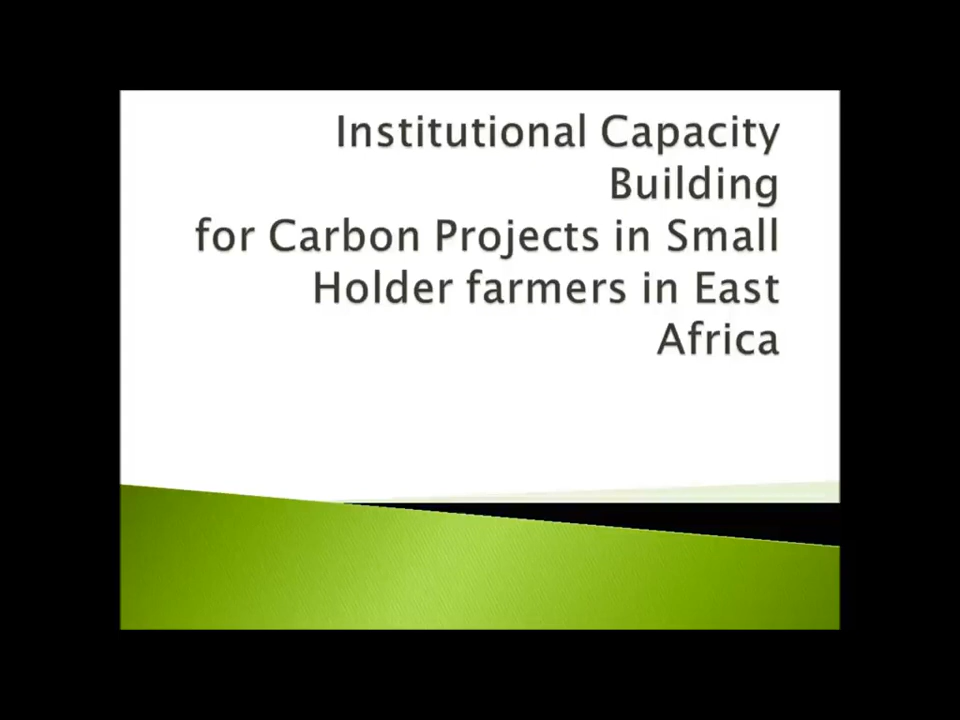 Institutional Capacity
Building
for Carbon Projects in Small
Holder farmers in East
Africa